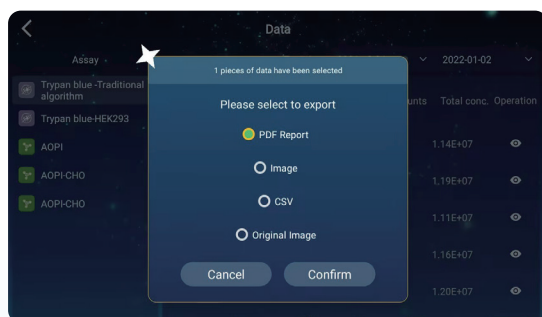 Data
Assay
2022-01-02
1 pieces of data have been selected
Trypan blue -Traditional
algorithm
Please select to export
Total conc. Operation
Trypan blue-HEK293
PDF Report
AOPI
1.14E+07
Image
AOPI-CHO
1.19E+07
CSV
AOPI-CHO
1.11E+07
Original Image
1.16E+07
Cancel
Confirm
1.20E+07